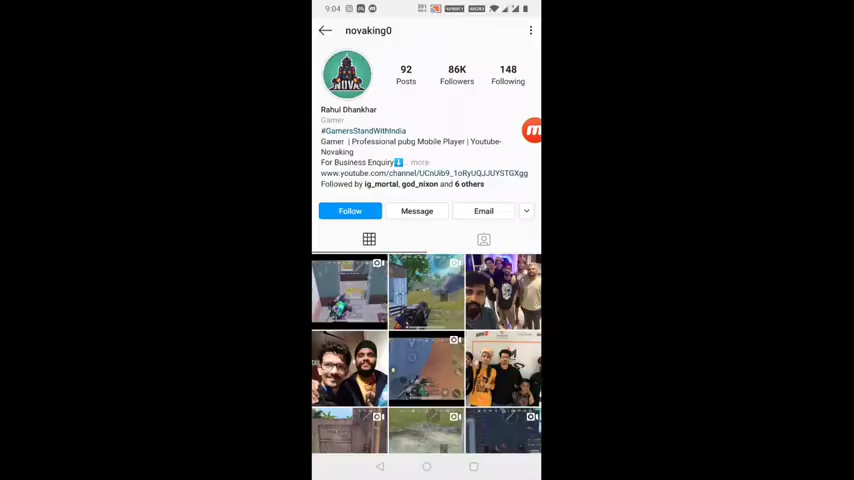 9:04
novaking0
NOVA
92
86K
148
Posts
Followers
Following
Rahul Dhankhar
Gamer
#GamersStandWithIndia
Gamer | Professional pubg Mobile Player | Youtube-
Novaking
For Business Enquiry⬇️... more
www.youtube.com/channel/UCnUib9_1oRyUQJJUYSTGXgg
Followed by ig_mortal, god_nixon and 6 others
Follow
Message
Email